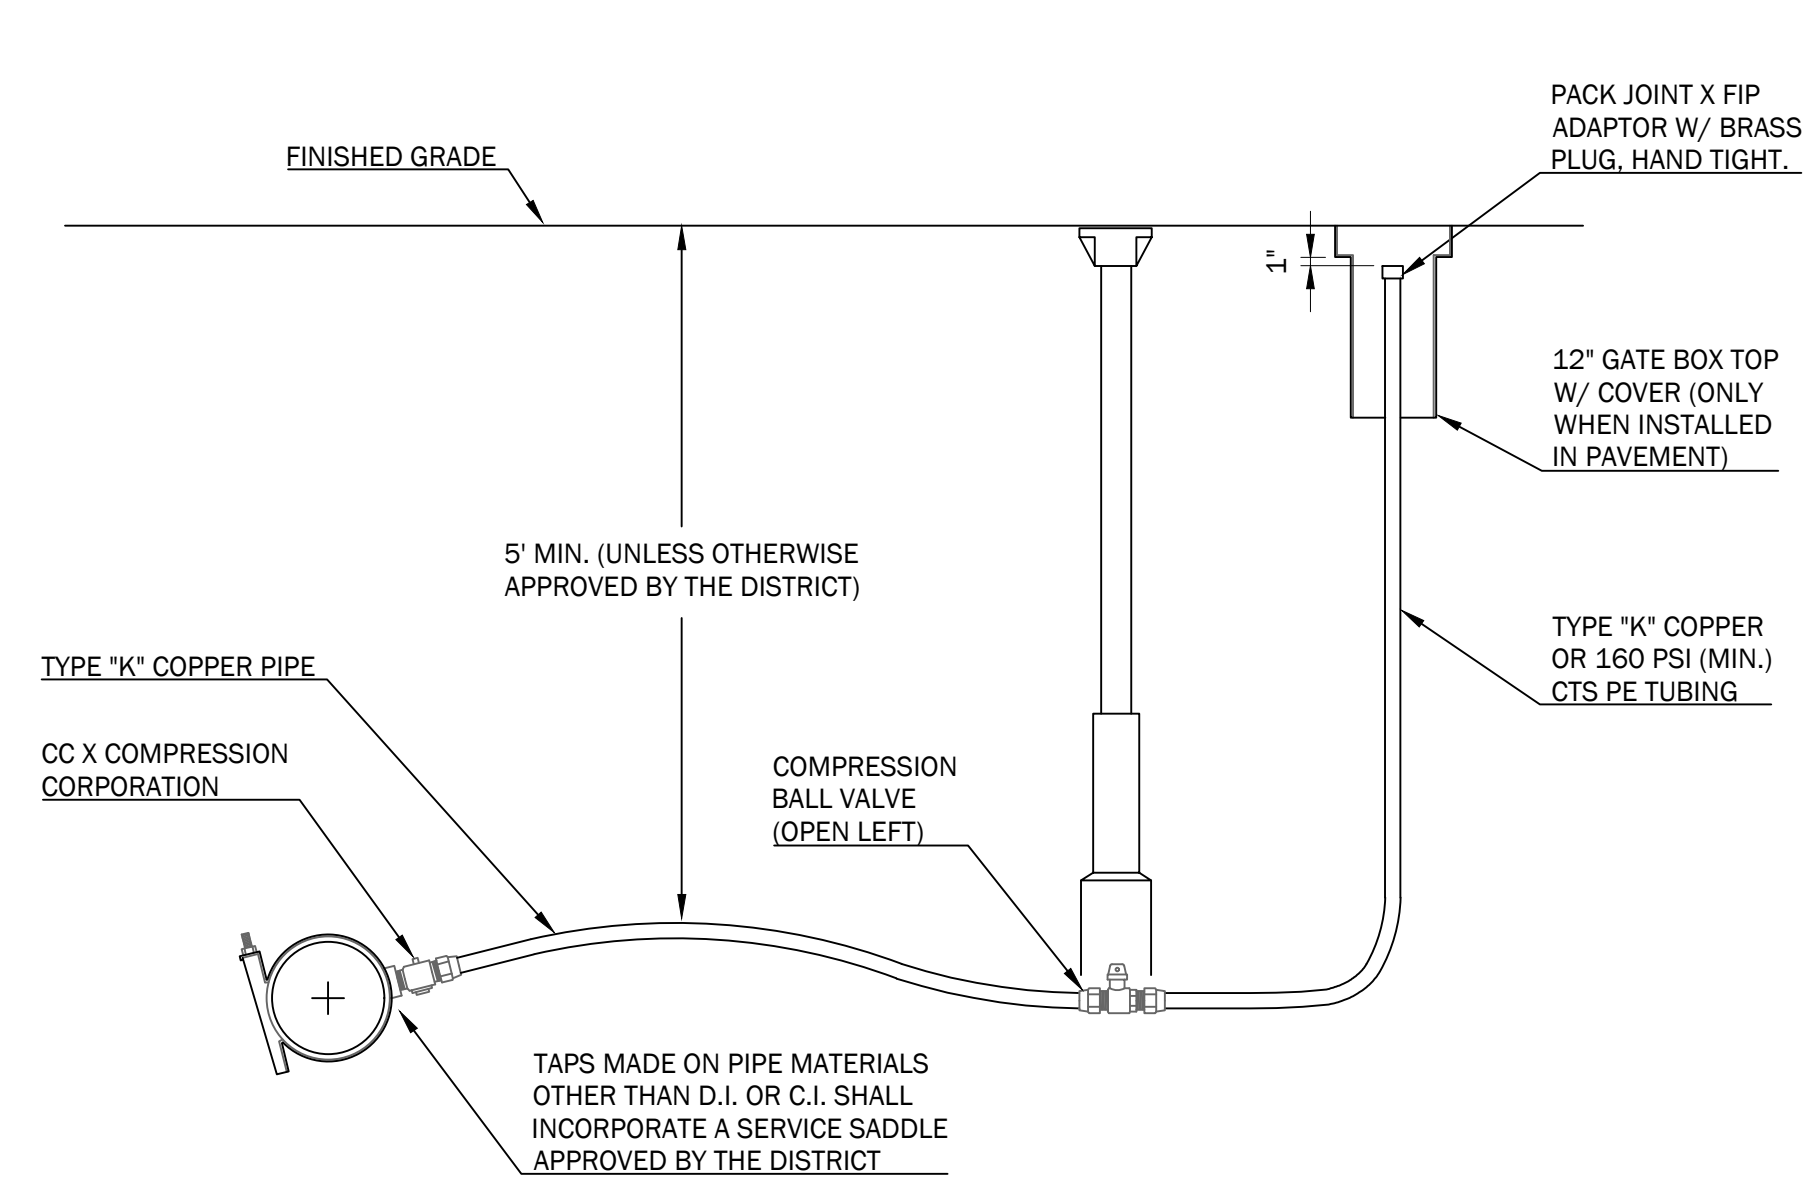 PACK JOINT X FIP
ADAPTOR W/ BRASS
PLUG, HAND TIGHT.
FINISHED GRADE
1"
12" GATE BOX TOP
W/ COVER (ONLY
WHEN INSTALLED
IN PAVEMENT)
5' MIN. (UNLESS OTHERWISE
APPROVED BY THE DISTRICT)
TYPE "K" COPPER
OR 160 PSI (MIN.)
CTS PE TUBING
TYPE "K" COPPER PIPE
CC X COMPRESSION
CORPORATION
COMPRESSION
BALL VALVE
(OPEN LEFT)
TAPS MADE ON PIPE MATERIALS
OTHER THAN D.I. OR C.I. SHALL
INCORPORATE A SERVICE SADDLE
APPROVED BY THE DISTRICT